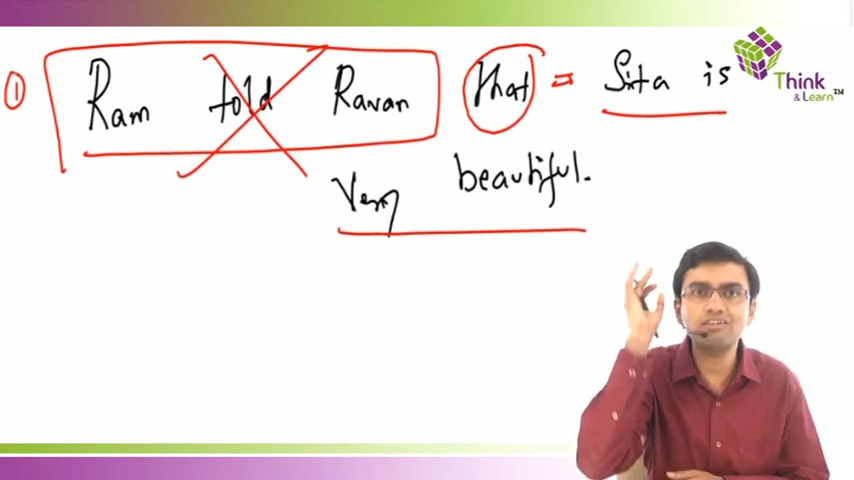 ① Ram told Ravan that = Sita is
very beautiful.
Think
& Learn™